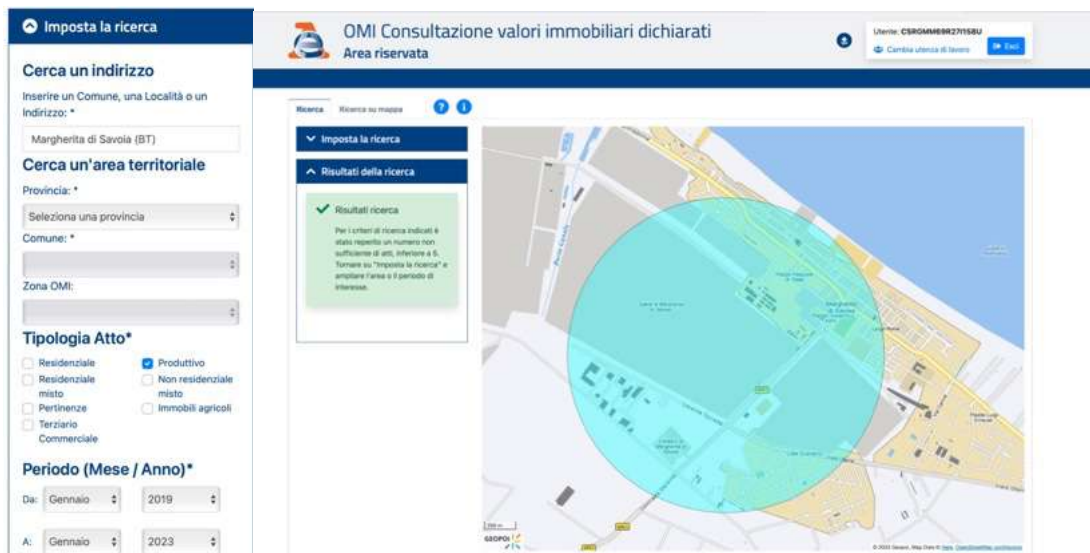 Imposta la ricerca
Cerca un indirizzo
Inserire un Comune, una Località o un
Indirizzo: *
Margherita di Savoia (BT)
Cerca un'area territoriale
Provincia: *
Seleziona una provincia
Comune: *
Zona OMI:
Tipologia Atto*
Residenziale
Produttivo
Residenziale
misto
Non residenziale
misto
Pertinenze
Immobili agricoli
Terziario
Commerciale
Periodo (Mese / Anno)*
Da: Gennaio 2019
A: Gennaio 2023
OMI Consultazione valori immobiliari dichiarati
Area riservata
Utente:
Cambia utenza di lavoro
Esci
Ricerca Ricerca su mappa ? i
Imposta la ricerca
Risultati della ricerca
Risultati ricerca
Per i criteri di ricerca indicati è
stato reperito un numero non
sufficiente di atti, inferiore a 5.
Tornare su "Imposta la ricerca" e
ampliare l'area o il periodo di
interesse.
GEOPOI